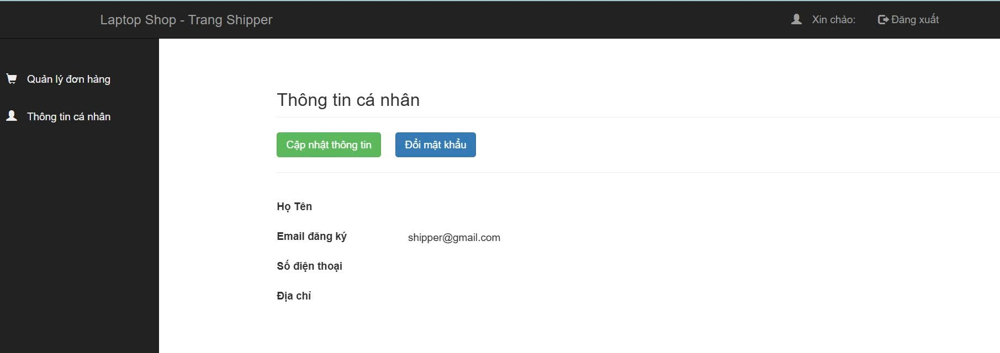 Laptop Shop - Trang Shipper
Xin chào:
Đăng xuất
Quản lý đơn hàng
Thông tin cá nhân
Thông tin cá nhân
Cập nhật thông tin
Đổi mật khẩu
Họ Tên
Email đăng ký shipper@gmail.com
Số điện thoại
Địa chỉ